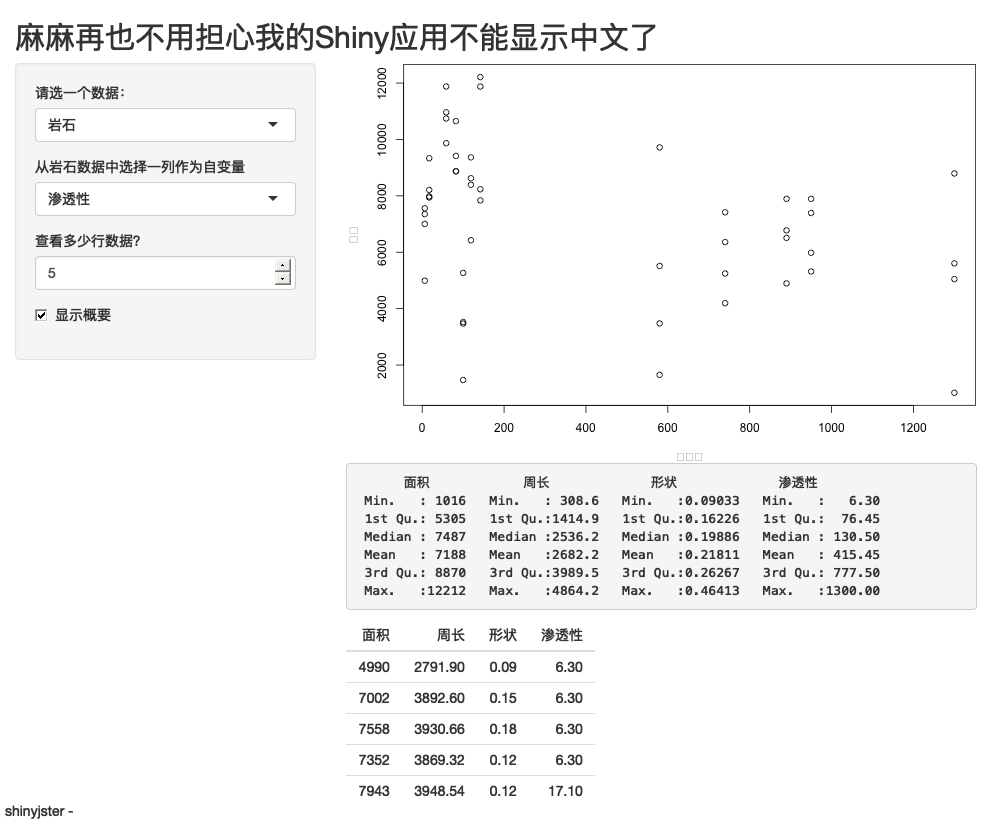 麻麻再也不用担心我的Shiny应用不能显示中文了
请选一个数据：
岩石
从岩石数据中选择一列作为自变量
渗透性
查看多少行数据?
5
显示概要
12000
10000
8000
6000
4000
2000
0 200 400 600 800 1000 1200
面积 周长 形状 渗透性
Min. : 1016 Min. : 308.6 Min. :0.09033 Min. : 6.30
1st Qu.: 5305 1st Qu.:1414.9 1st Qu.:0.16226 1st Qu.: 76.45
Median : 7487 Median :2536.2 Median :0.19886 Median : 130.50
Mean : 7188 Mean :2682.2 Mean :0.21811 Mean : 415.45
3rd Qu.: 8870 3rd Qu.:3989.5 3rd Qu.:0.26267 3rd Qu.: 777.50
Max. :12212 Max. :4864.2 Max. :0.46413 Max. :1300.00
面积 周长 形状 渗透性
4990 2791.90 0.09 6.30
7002 3892.60 0.15 6.30
7558 3930.66 0.18 6.30
7352 3869.32 0.12 6.30
7943 3948.54 0.12 17.10
shinyjster -